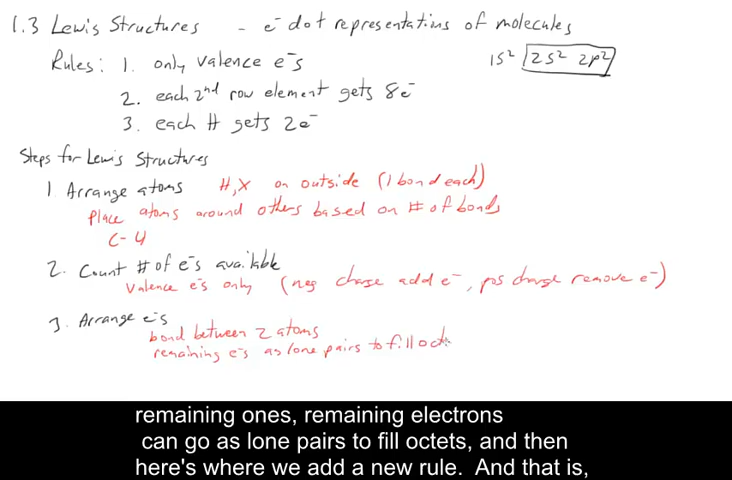 1.3 Lewis Structures - e⁻ dot representations of molecules
Rules: 1. only valence e⁻s 1s² 2s² 2p²
2. each 2nd row element gets 8e⁻
3. each H gets 2e⁻
Steps for Lewis Structures
1 Arrange atoms H, X on outside (1 bond each)
Place atoms around others based on # of bonds
C - 4
2. Count # of e⁻s available
Valence e⁻s only (neg charge add e⁻, pos charge remove e⁻)
3. Arrange e⁻s
bond between 2 atoms
remaining e⁻s as lone pairs to fill oct
remaining ones, remaining electrons
can go as lone pairs to fill octets, and then
here's where we add a new rule. And that is,